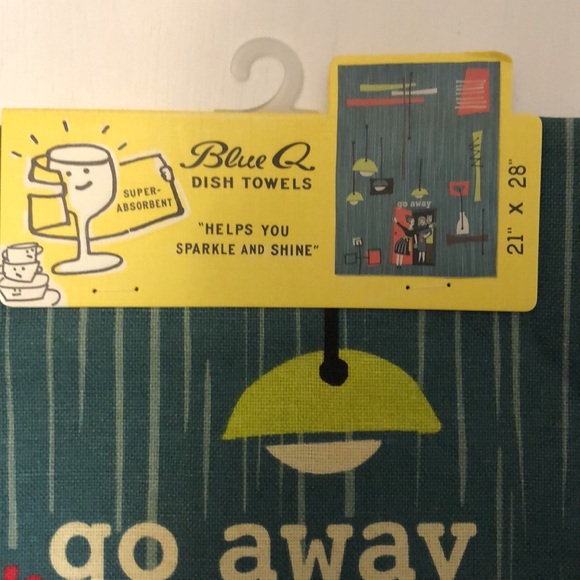 Blue Q
DISH TOWELS
SUPER-
ABSORBENT
"HELPS YOU
SPARKLE AND SHINE"
go away
21" X 28"
go away